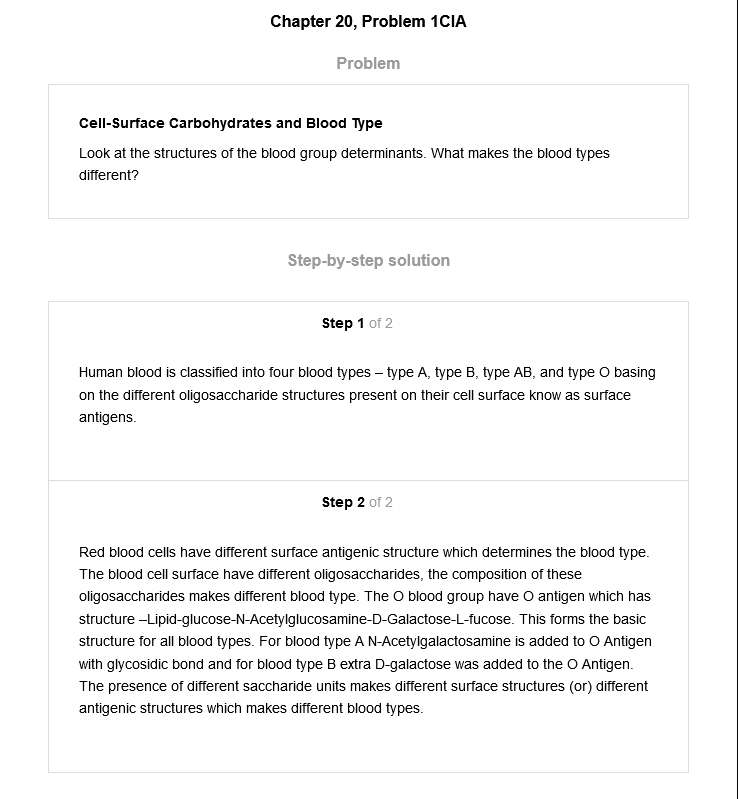 Chapter 20, Problem 1CIA
Problem
Cell-Surface Carbohydrates and Blood Type
Look at the structures of the blood group determinants. What makes the blood types
different?
Step-by-step solution
Step 1 of 2
Human blood is classified into four blood types – type A, type B, type AB, and type O basing
on the different oligosaccharide structures present on their cell surface know as surface
antigens.
Step 2 of 2
Red blood cells have different surface antigenic structure which determines the blood type.
The blood cell surface have different oligosaccharides, the composition of these
oligosaccharides makes different blood type. The O blood group have O antigen which has
structure –Lipid-glucose-N-Acetylglucosamine-D-Galactose-L-fucose. This forms the basic
structure for all blood types. For blood type A N-Acetylgalactosamine is added to O Antigen
with glycosidic bond and for blood type B extra D-galactose was added to the O Antigen.
The presence of different saccharide units makes different surface structures (or) different
antigenic structures which makes different blood types.